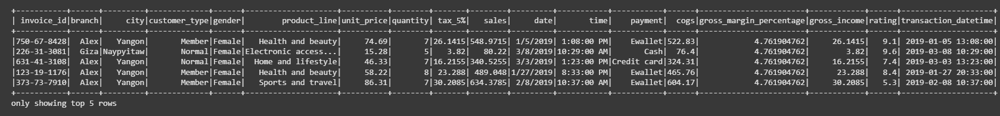 +-----------+------+---------+-------------+------+--------------------+----------+--------+-------+--------+---------+-----------+-----------+------+-----------------------+------------+------+--------------------+
| invoice_id|branch|     city|customer_type|gender|        product_line|unit_price|quantity| tax_5%|   sales|     date|       time|    payment|  cogs|gross_margin_percentage|gross_income|rating|transaction_datetime|
+-----------+------+---------+-------------+------+--------------------+----------+--------+-------+--------+---------+-----------+-----------+------+-----------------------+------------+------+--------------------+
|750-67-8428|  Alex|   Yangon|       Member|Female|   Health and beauty|     74.69|       7|26.1415|548.9715| 1/5/2019| 1:08:00 PM|    Ewallet|522.83|            4.761904762|     26.1415|   9.1| 2019-01-05 13:08:00|
|226-31-3081|  Giza|Naypyitaw|       Normal|Female|Electronic access...|     15.28|       5|   3.82|   80.22| 3/8/2019|10:29:00 AM|       Cash|  76.4|            4.761904762|        3.82|   9.6| 2019-03-08 10:29:00|
|631-41-3108|  Alex|   Yangon|       Normal|Female|  Home and lifestyle|     46.33|       7|16.2155|340.5255| 3/3/2019| 1:23:00 PM|Credit card|324.31|            4.761904762|     16.2155|   7.4| 2019-03-03 13:23:00|
|123-19-1176|  Alex|   Yangon|       Member|Female|   Health and beauty|     58.22|       8| 23.288| 489.048|1/27/2019| 8:33:00 PM|    Ewallet|465.76|            4.761904762|      23.288|   8.4| 2019-01-27 20:33:00|
|373-73-7910|  Alex|   Yangon|       Member|Female|   Sports and travel|     86.31|       7|30.2085|634.3785| 2/8/2019|10:37:00 AM|    Ewallet|604.17|            4.761904762|     30.2085|   5.3| 2019-02-08 10:37:00|
+-----------+------+---------+-------------+------+--------------------+----------+--------+-------+--------+---------+-----------+-----------+------+-----------------------+------------+------+--------------------+
only showing top 5 rows